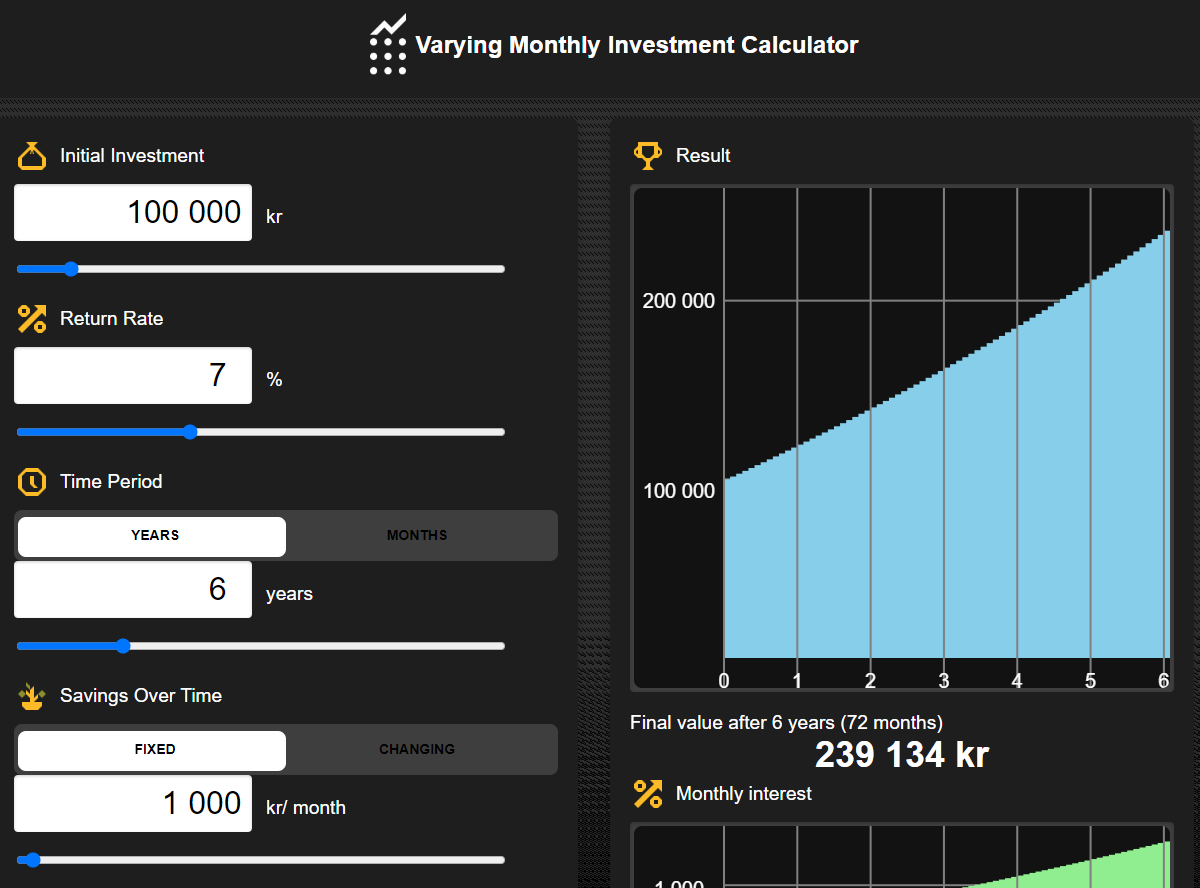 Varying Monthly Investment Calculator
Initial Investment
100 000 kr
Return Rate
7 %
Time Period
YEARS MONTHS
6 years
Savings Over Time
FIXED CHANGING
1 000 kr/ month
Result
200 000
100 000
0 1 2 3 4 5 6
Final value after 6 years (72 months)
239 134 kr
Monthly interest
1 000